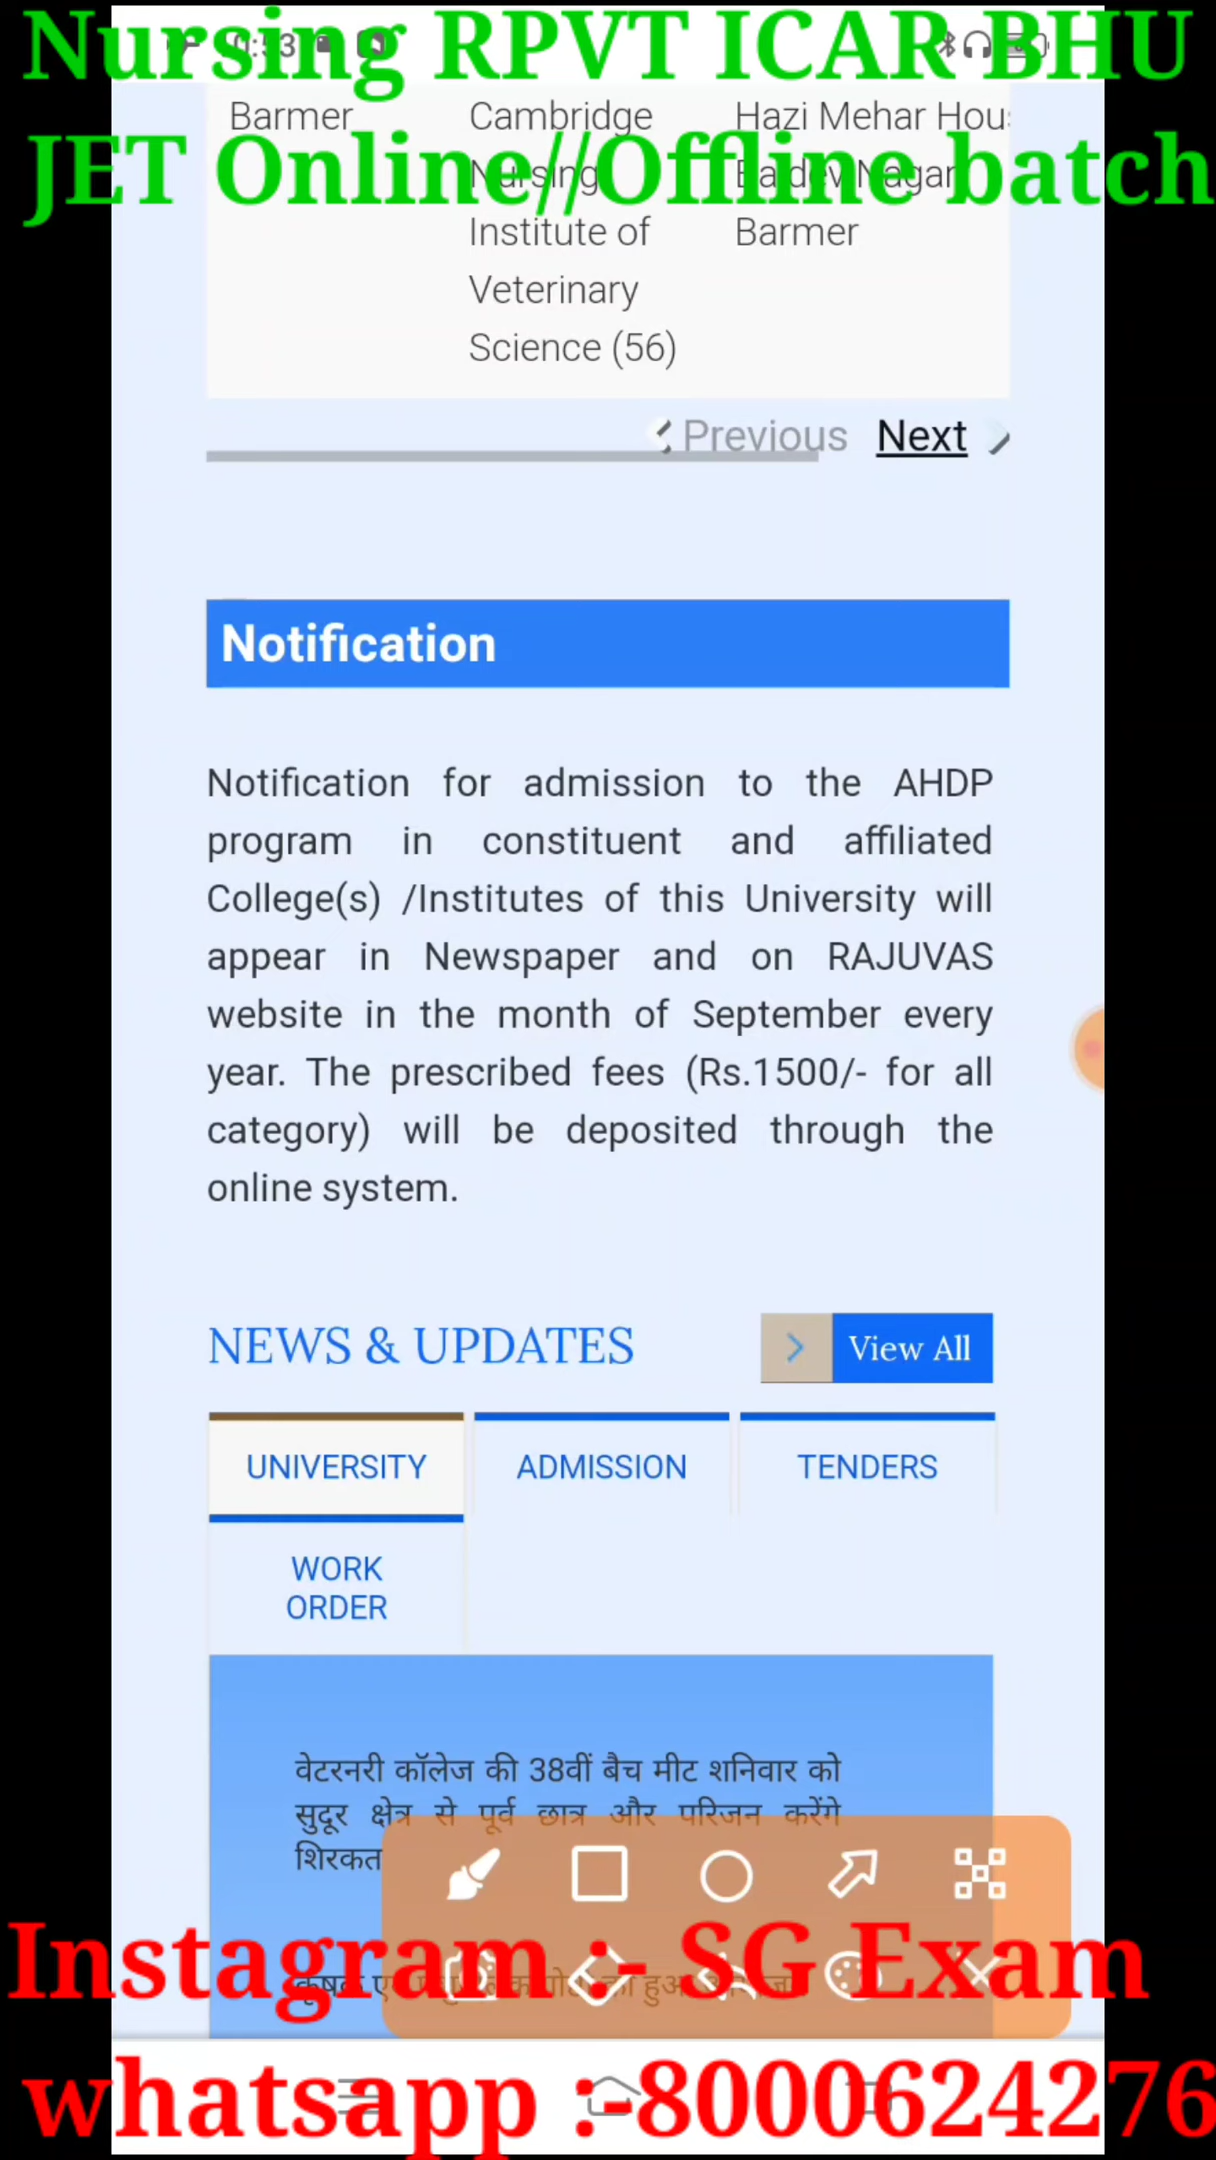 Nursing RPVT ICAR BHU
Barmer Cambridge Hazi Mehar Hou
JET Online//Offline batch
Nursing Baldev Nagar
Institute of Barmer
Veterinary
Science (56)
Previous Next
Notification
Notification for admission to the AHDP
program in constituent and affiliated
College(s) /Institutes of this University will
appear in Newspaper and on RAJUVAS
website in the month of September every
year. The prescribed fees (Rs.1500/- for all
category) will be deposited through the
online system.
NEWS & UPDATES View All
UNIVERSITY ADMISSION TENDERS
WORK
ORDER
वेटरनरी कॉलेज की 38वीं बैच मीट शनिवार को
सुदूर क्षेत्र से पूर्व छात्र और परिजन करेंगे
शिरकत
Instagram :- SG Exam
whatsapp :-8000624276